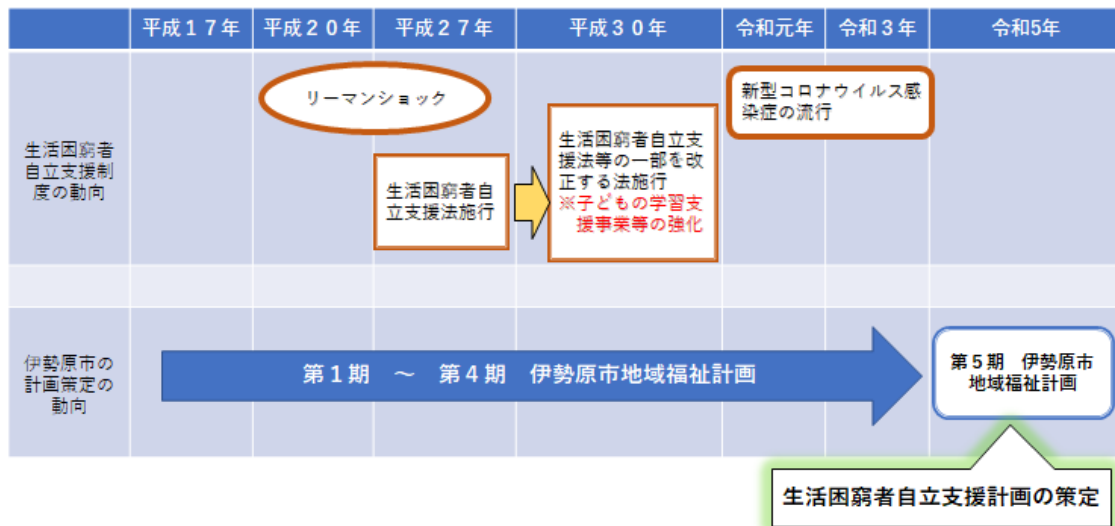 平成１７年
平成２０年
平成２７年
平成３０年
令和元年
令和３年
令和5年
生活困窮者
自立支援制
度の動向
リーマンショック
生活困窮者自
立支援法施行
生活困窮者自立支
援法等の一部を改
正する法施行
※子どもの学習支
援事業等の強化
新型コロナウイルス感
染症の流行
伊勢原市の
計画策定の
動向
第１期　～　第４期　伊勢原市地域福祉計画
第５期　伊勢原市
地域福祉計画
生活困窮者自立支援計画の策定